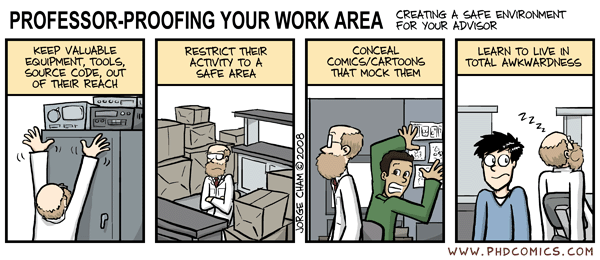 PROFESSOR-PROOFING YOUR WORK AREA
CREATING A SAFE ENVIRONMENT
FOR YOUR ADVISOR
KEEP VALUABLE
EQUIPMENT, TOOLS,
SOURCE CODE, OUT
OF THEIR REACH
RESTRICT THEIR
ACTIVITY TO A
SAFE AREA
JORGE CHAM © 2008
CONCEAL
COMICS/CARTOONS
THAT MOCK THEM
LEARN TO LIVE IN
TOTAL AWKWARDNESS
ZZZZ
WWW.PHDCOMICS.COM